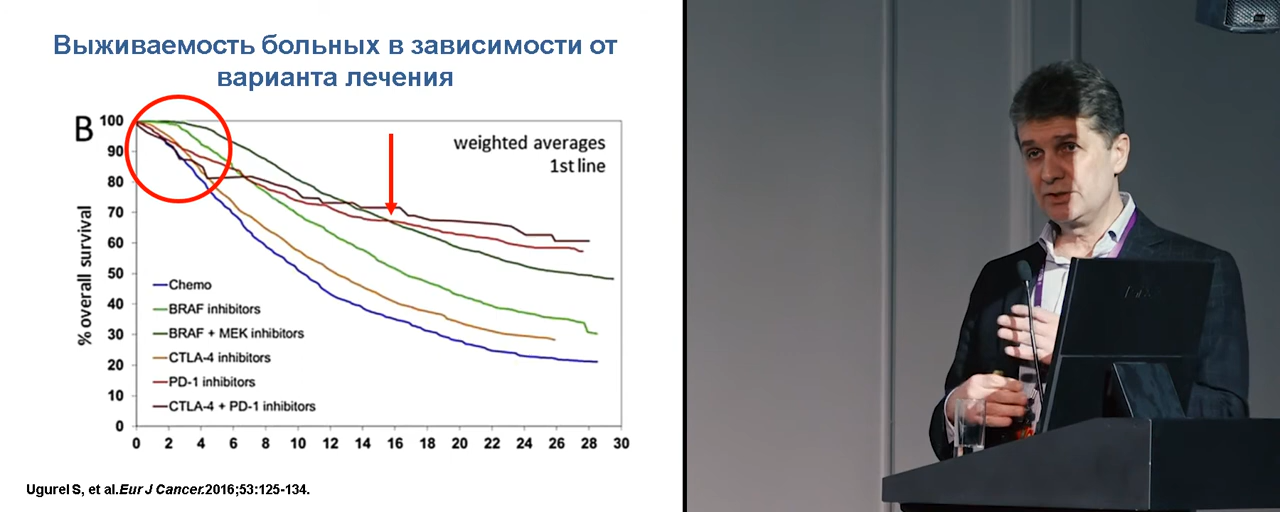 Выживаемость больных в зависимости от
варианта лечения
B
weighted averages
1st line
% overall survival
100
90
80
70
60
50
40
30
20
10
0
Chemo
BRAF inhibitors
BRAF + MEK inhibitors
CTLA-4 inhibitors
PD-1 inhibitors
CTLA-4 + PD-1 inhibitors
0 2 4 6 8 10 12 14 16 18 20 22 24 26 28 30
Ugurel S, et al.Eur J Cancer.2016;53:125-134.